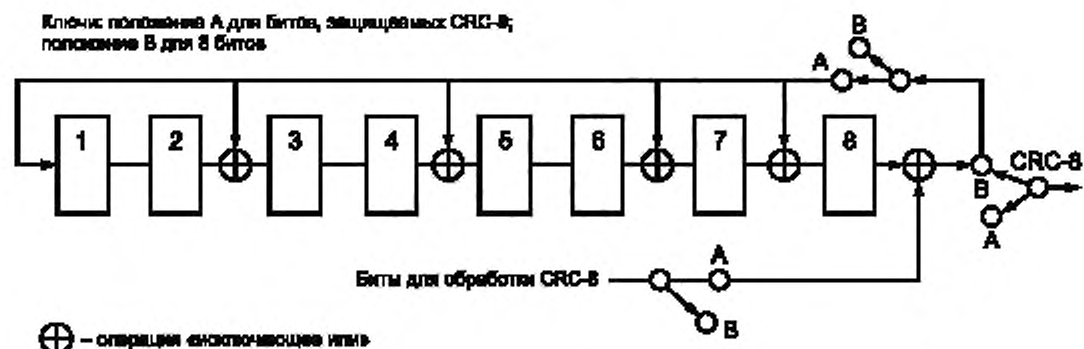 Ключи: положение А для битов, защищаемых CRC-8;
положение В для 8 битов
B
A
1
2
3
4
5
6
7
8
B
CRC-8
A
A
Биты для обработки CRC-8
B
⊕ – операция «исключающее или»